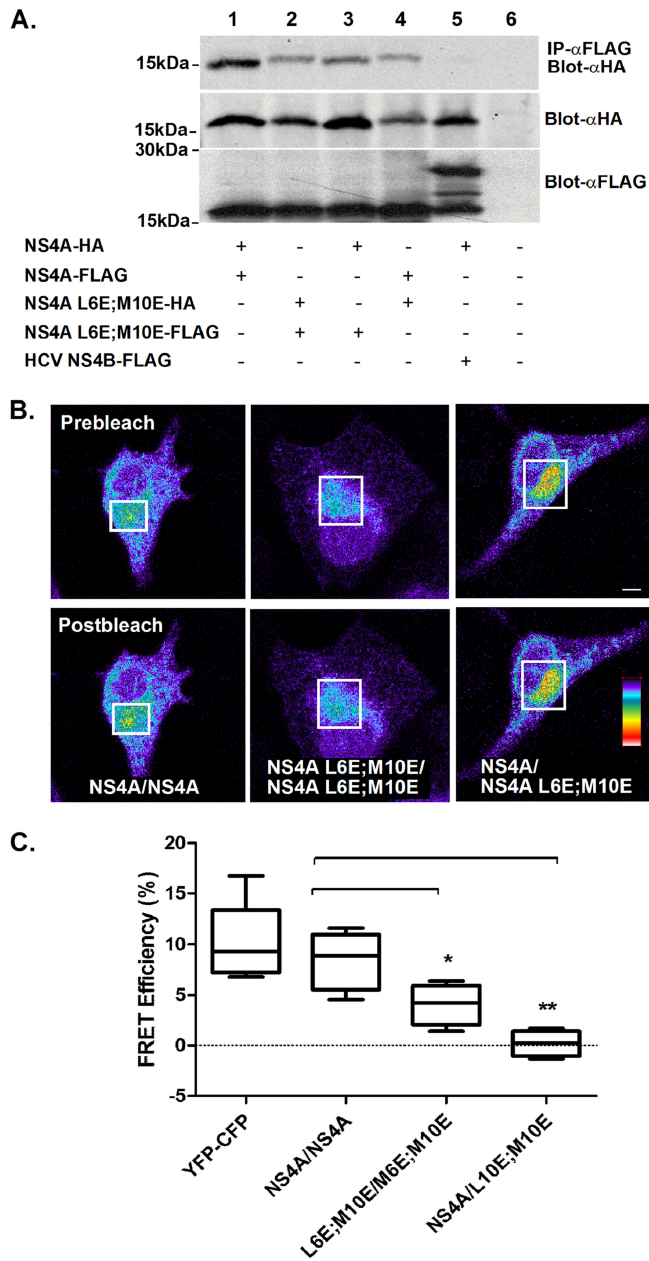 A.
1 2 3 4 5 6
15kDa
IP-αFLAG
Blot-αHA
15kDa
Blot-αHA
30kDa
15kDa
Blot-αFLAG
NS4A-HA + - + - + -
NS4A-FLAG + - - + - -
NS4A L6E;M10E-HA - + - + - -
NS4A L6E;M10E-FLAG - + + - - -
HCV NS4B-FLAG - - - - + -
B.
Prebleach
Postbleach
NS4A/NS4A
NS4A L6E;M10E/
NS4A L6E;M10E
NS4A/
NS4A L6E;M10E
C.
FRET Efficiency (%)
20
15
10
5
0
-5
*
**
YFP-CFP
NS4A/NS4A
L6E;M10E/M6E;M10E
NS4A/L10E;M10E